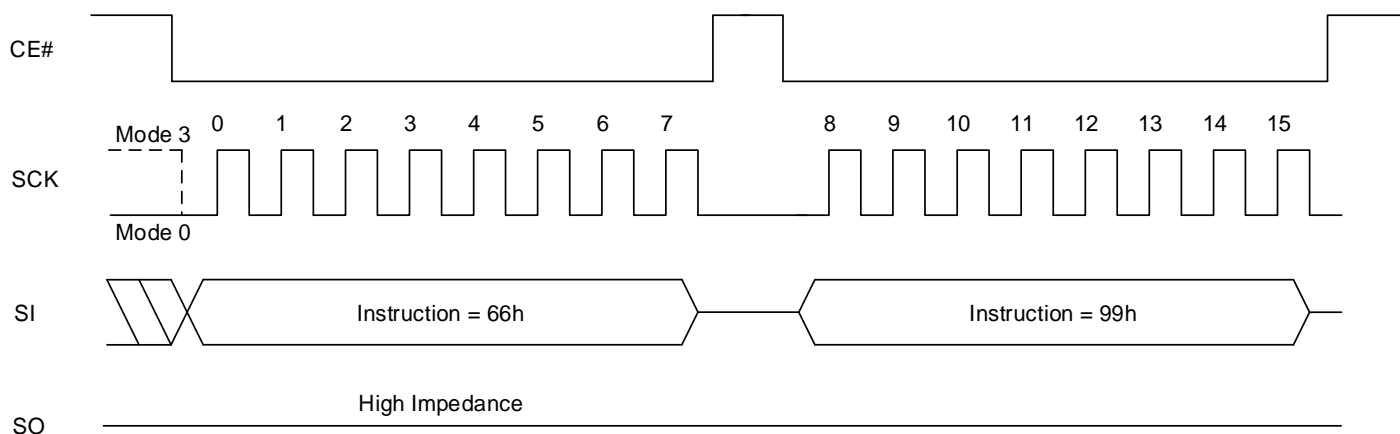 CE#
Mode 3
0 1 2 3 4 5 6 7 8 9 10 11 12 13 14 15
SCK
Mode 0
SI
Instruction = 66h
Instruction = 99h
High Impedance
SO